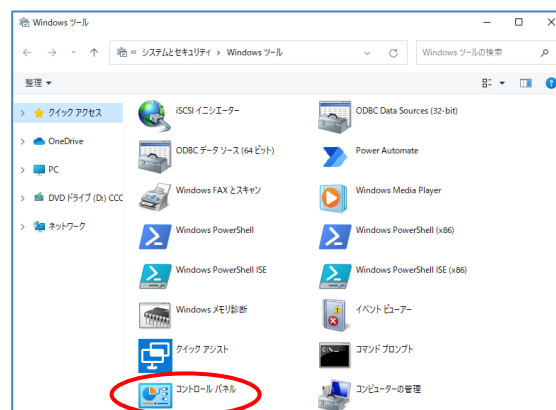 Windows ツール
システムとセキュリティ › Windows ツール
Windows ツールの検索
整理
クイック アクセス
OneDrive
PC
DVD ドライブ (D:) CCC
ネットワーク
iSCSI イニシエーター
ODBC Data Sources (32-bit)
ODBC データ ソース (64 ビット)
Power Automate
Windows FAX とスキャン
Windows Media Player
Windows PowerShell
Windows PowerShell (x86)
Windows PowerShell ISE
Windows PowerShell ISE (x86)
Windows メモリ診断
イベント ビューアー
クイック アシスト
コマンド プロンプト
コントロール パネル
コンピューターの管理